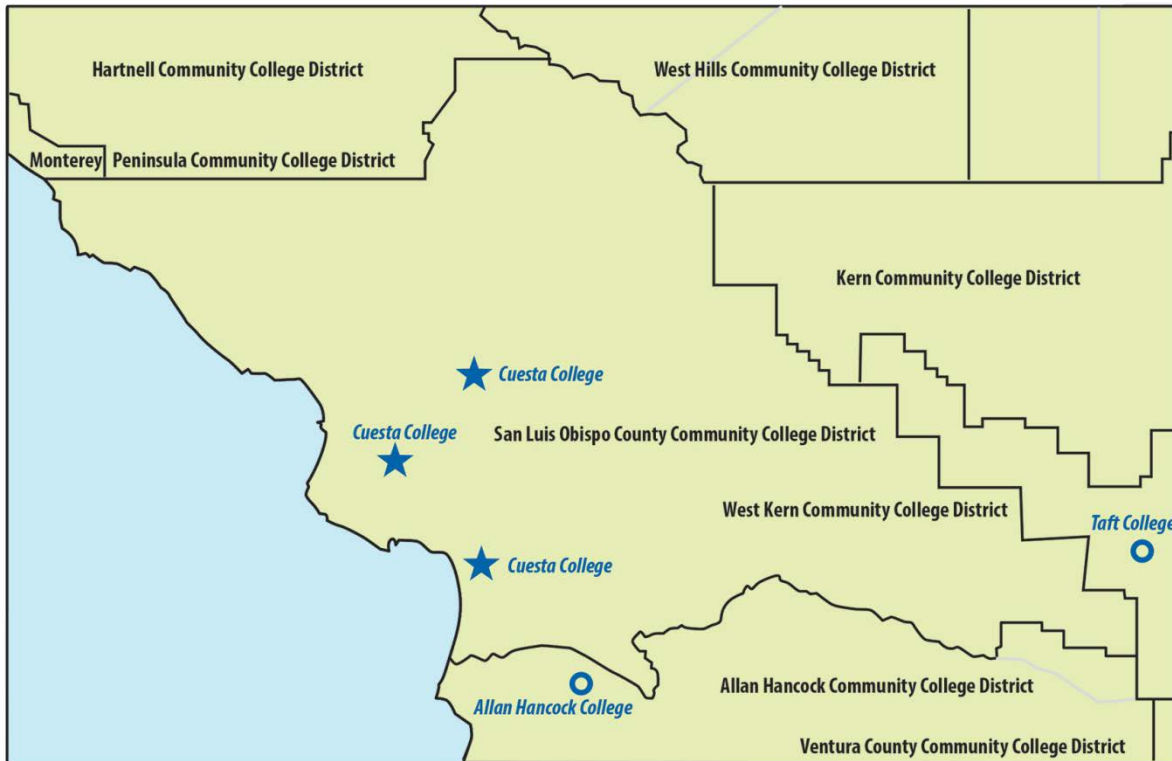 Hartnell Community College District
West Hills Community College District
Monterey Peninsula Community College District
Kern Community College District
Cuesta College
Cuesta College
San Luis Obispo County Community College District
West Kern Community College District
Taft College
Cuesta College
Allan Hancock Community College District
Allan Hancock College
Ventura County Community College District